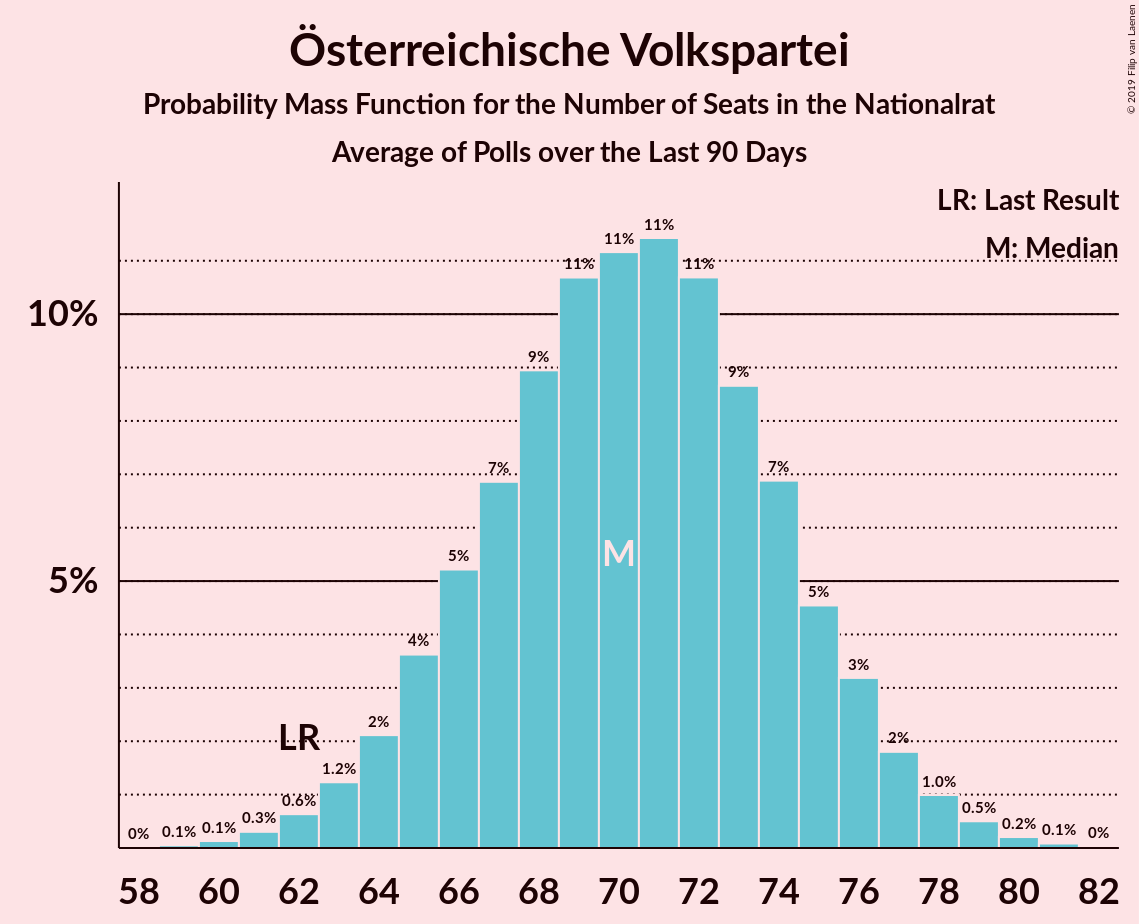 Österreichische Volkspartei
Probability Mass Function for the Number of Seats in the Nationalrat
Average of Polls over the Last 90 Days
© 2019 Filip van Laenen
LR: Last Result
M: Median
10%
5%
0% 0.1% 0.1% 0.3% 0.6% 1.2% 2% 4% 5% 7% 9% 11% 11% 11% 11% 9% 7% 5% 3% 2% 1.0% 0.5% 0.2% 0.1% 0%
LR
M
58 60 62 64 66 68 70 72 74 76 78 80 82